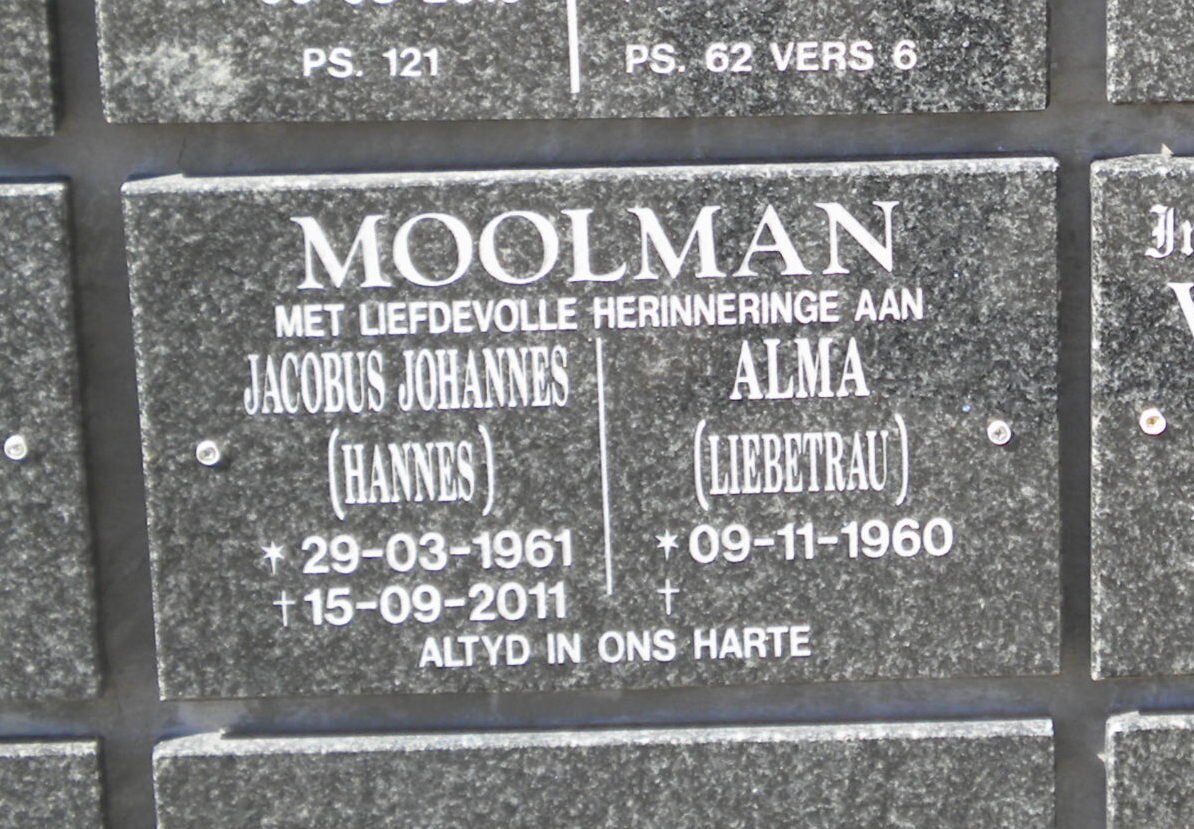 PS. 121
PS. 62 VERS 6
MOOLMAN
MET LIEFDEVOLLE HERINNERINGE AAN
JACOBUS JOHANNES
(HANNES)
* 29-03-1961
† 15-09-2011
ALMA
(LIEBETRAU)
* 09-11-1960
†
ALTYD IN ONS HARTE